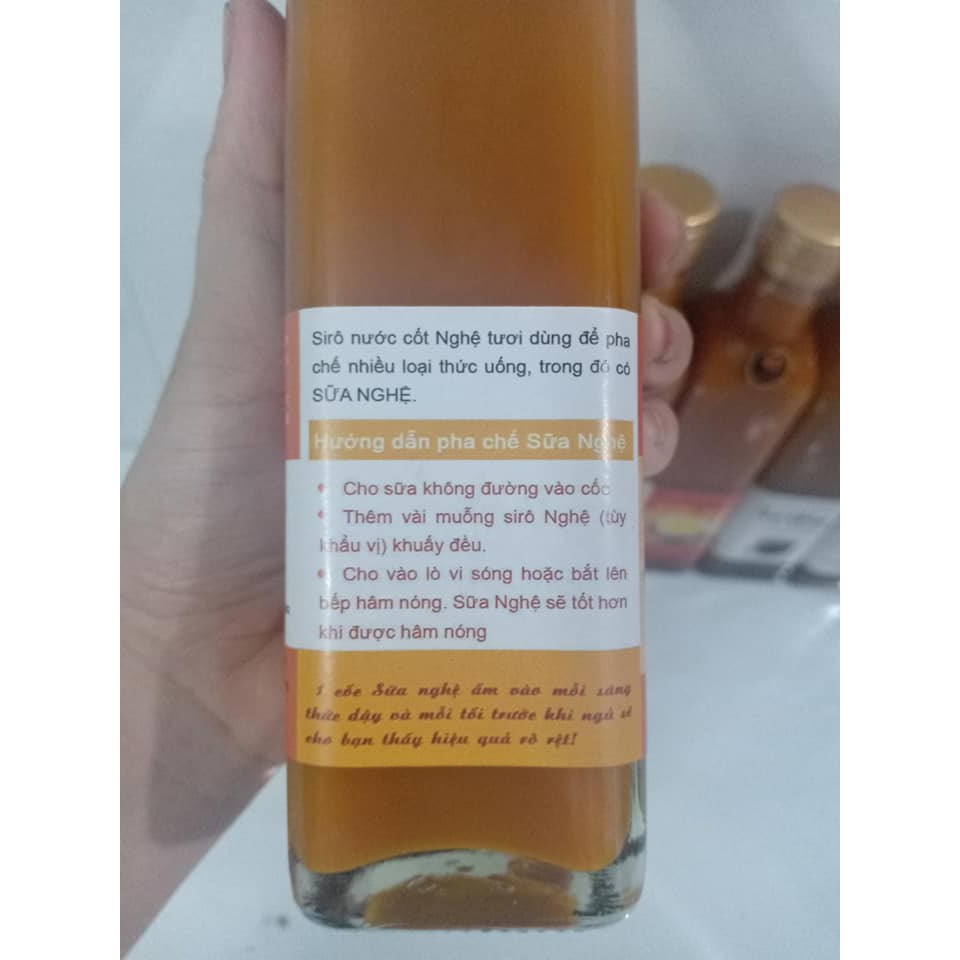 Sirô nước cốt Nghệ tươi dùng để pha
chế nhiều loại thức uống, trong đó có
SỮA NGHỆ.
Hướng dẫn pha chế Sữa Nghệ
• Cho sữa không đường vào cốc
• Thêm vài muỗng sirô Nghệ (tùy
khẩu vị) khuấy đều.
• Cho vào lò vi sóng hoặc bắt lên
bếp hâm nóng. Sữa Nghệ sẽ tốt hơn
khi được hâm nóng
1 cốc Sữa nghệ ấm vào mỗi sáng
thức dậy và mỗi tối trước khi ngủ sẽ
cho bạn thấy hiệu quả rõ rệt!